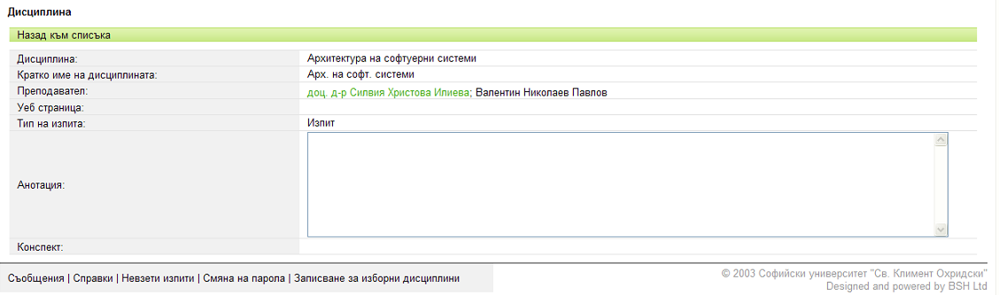 Дисциплина
Назад към списъка
Дисциплина: Архитектура на софтуерни системи
Кратко име на дисциплината: Арх. на софт. системи
Преподавател: доц. д-р Силвия Христова Илиева; Валентин Николаев Павлов
Уеб страница:
Тип на изпита: Изпит
Анотация:
Конспект:
Съобщения | Справки | Невзети изпити | Смяна на парола | Записване за изборни дисциплини
© 2003 Софийски университет "Св. Климент Охридски"
Designed and powered by BSH Ltd